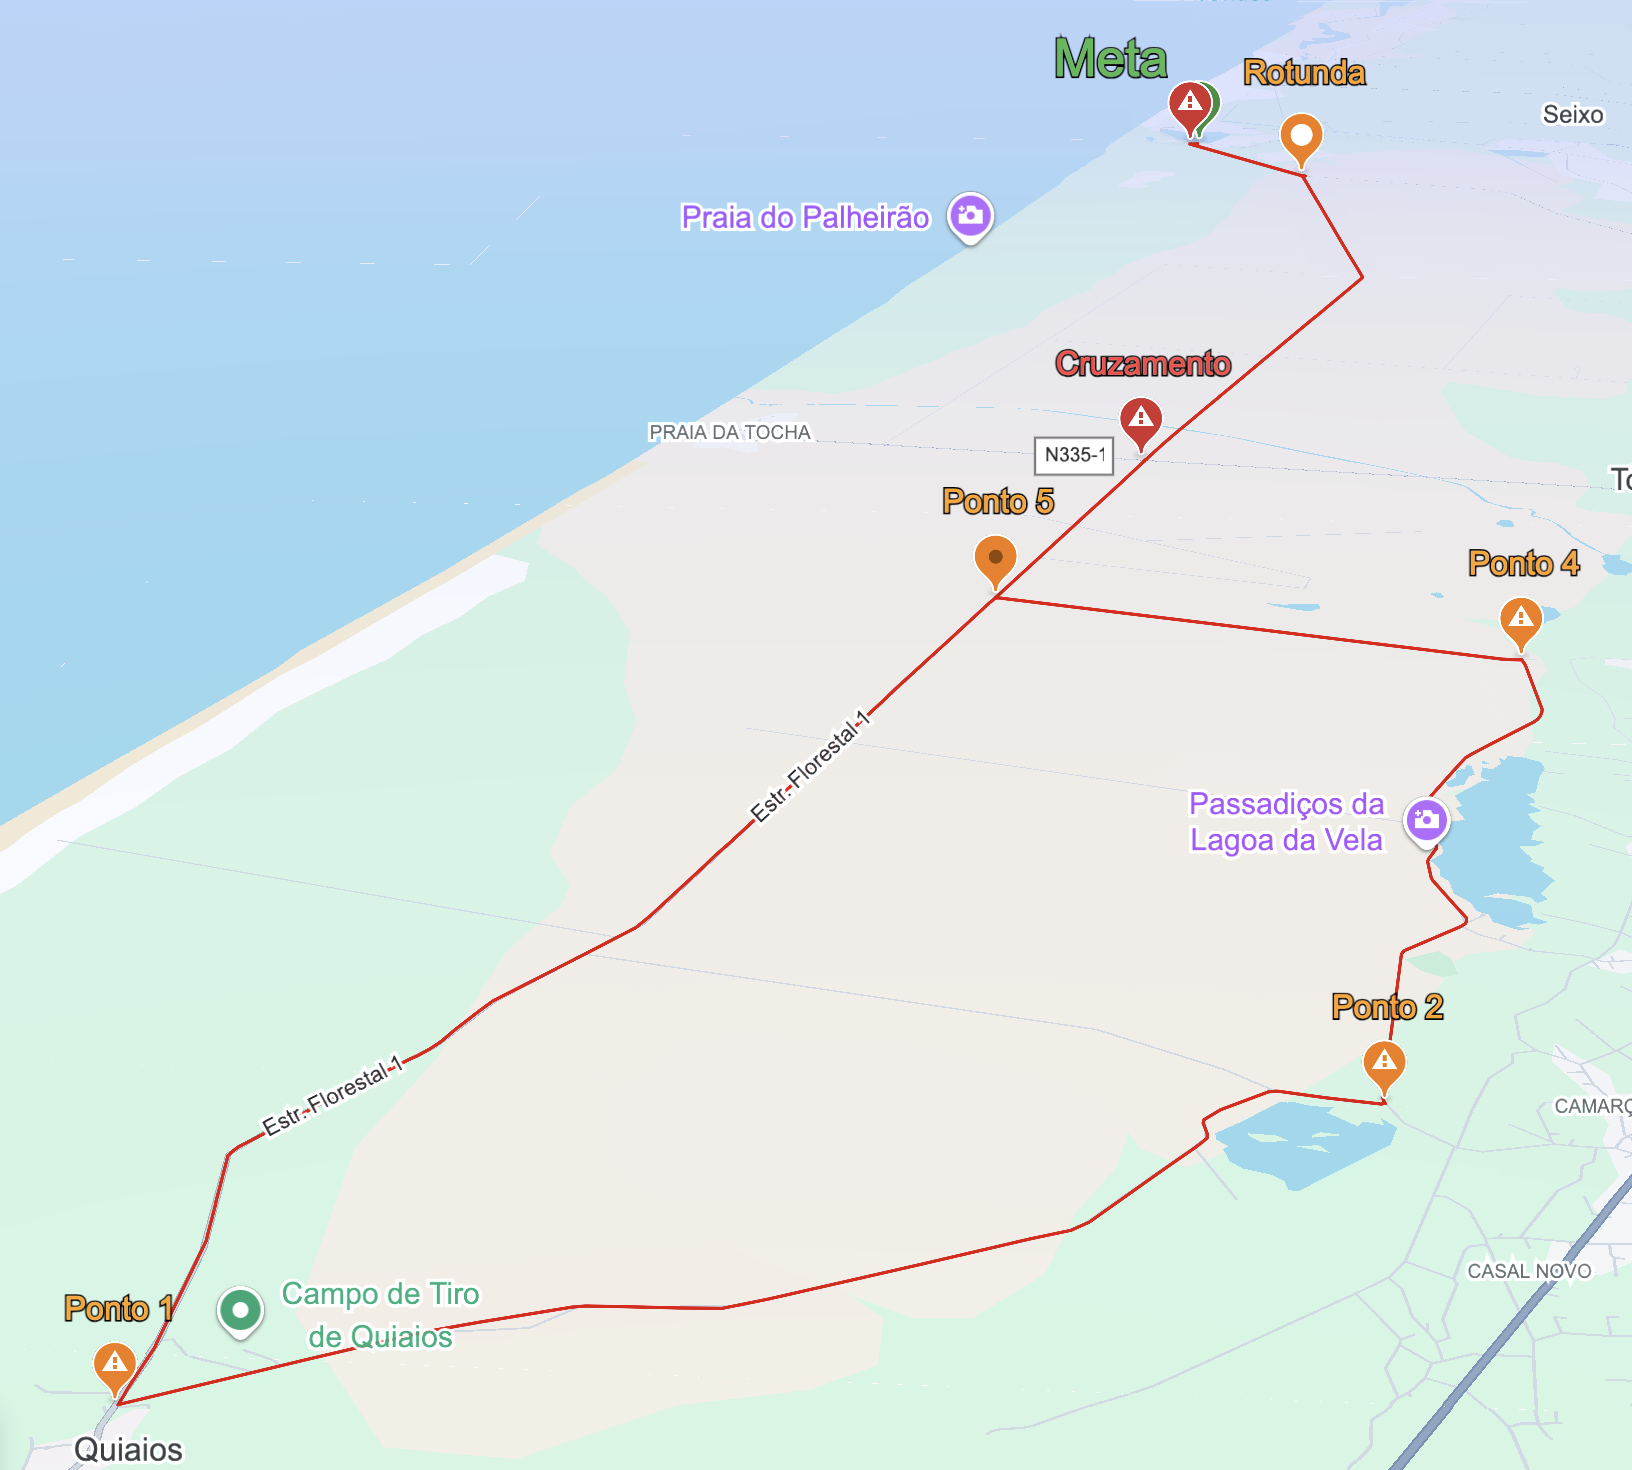 Meta
Rotunda
Seixo
Praia do Palheirão
Cruzamento
PRAIA DA TOCHA
N335-1
Ponto 5
Ponto 4
Estr. Florestal 1
Passadiços da
Lagoa da Vela
Ponto 2
Estr. Florestal 1
CAMARÇ
CASAL NOVO
Campo de Tiro
de Quiaios
Ponto 1
Quiaios